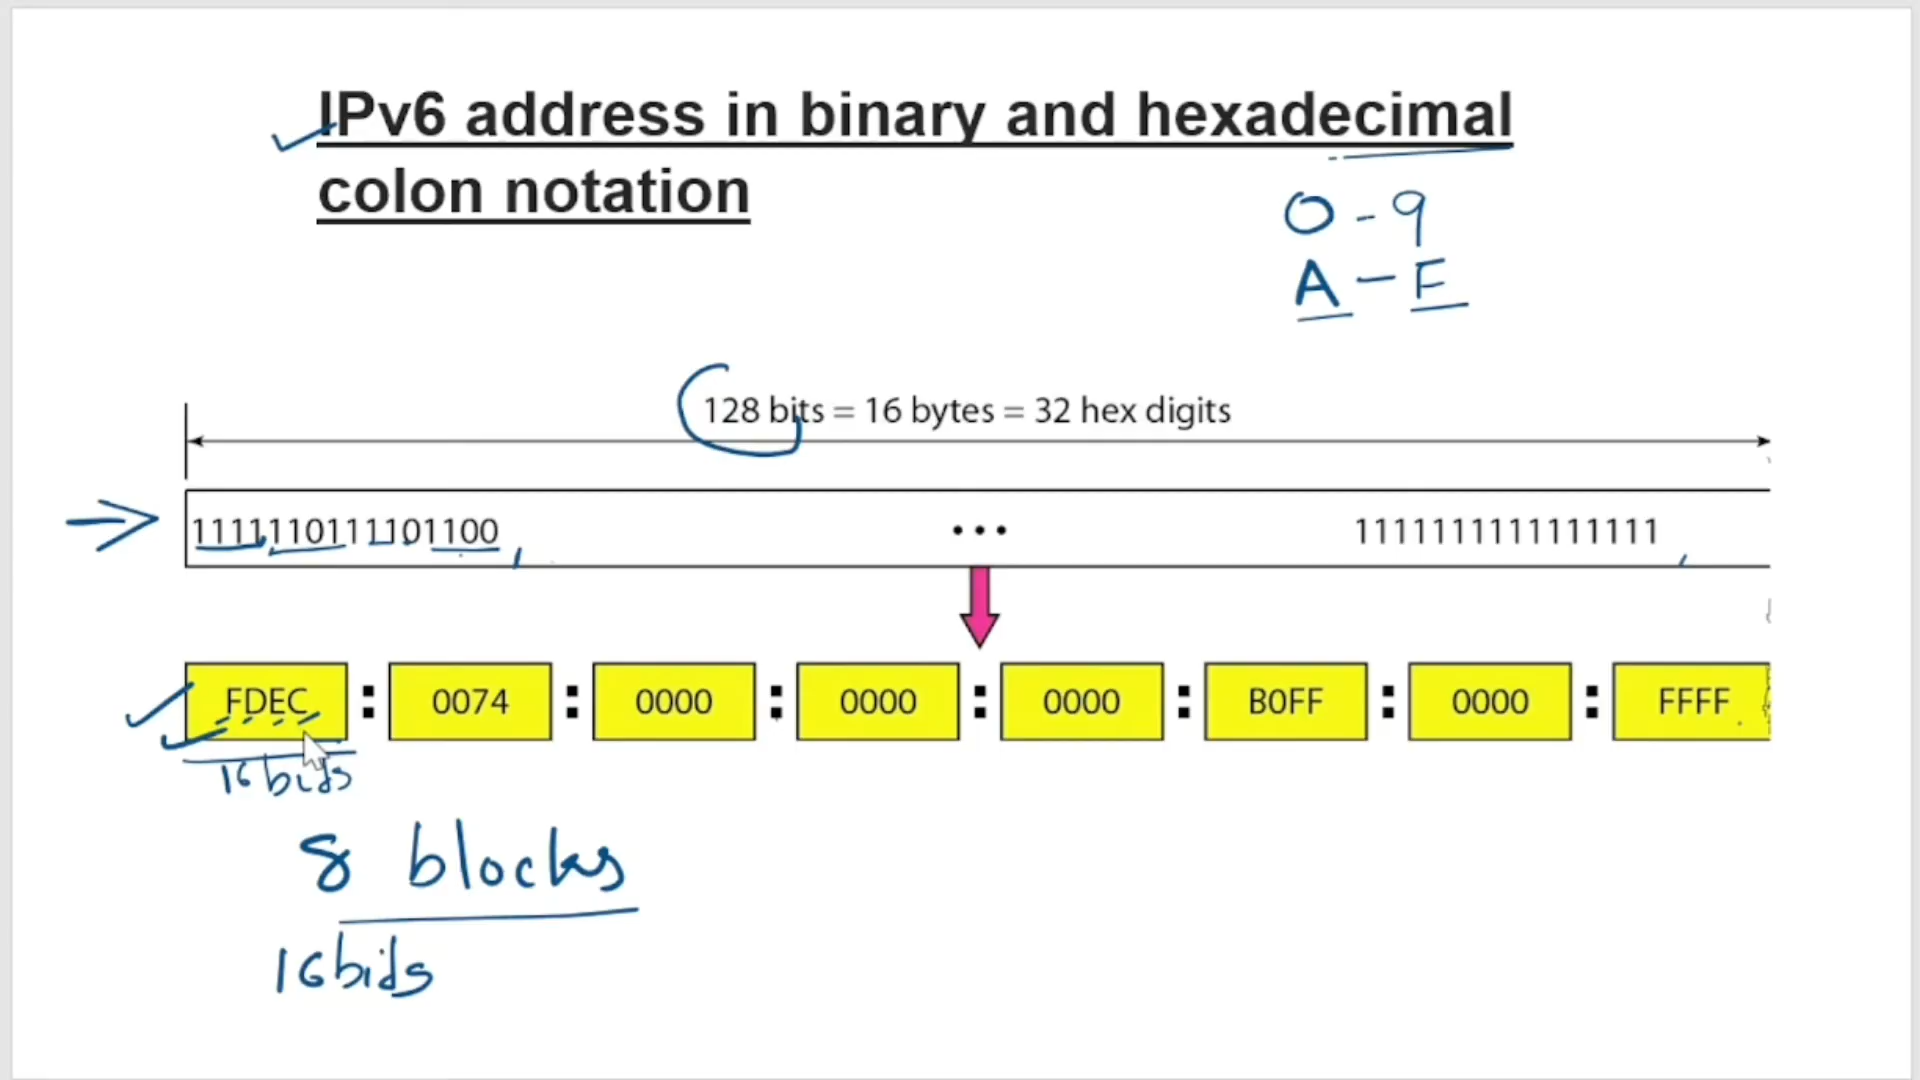 IPv6 address in binary and hexadecimal
colon notation
0 - 9
A - F
128 bits = 16 bytes = 32 hex digits
1111110111101100 ... 1111111111111111
FDEC : 0074 : 0000 : 0000 : 0000 : B0FF : 0000 : FFFF
16 bits
8 blocks
16 bits